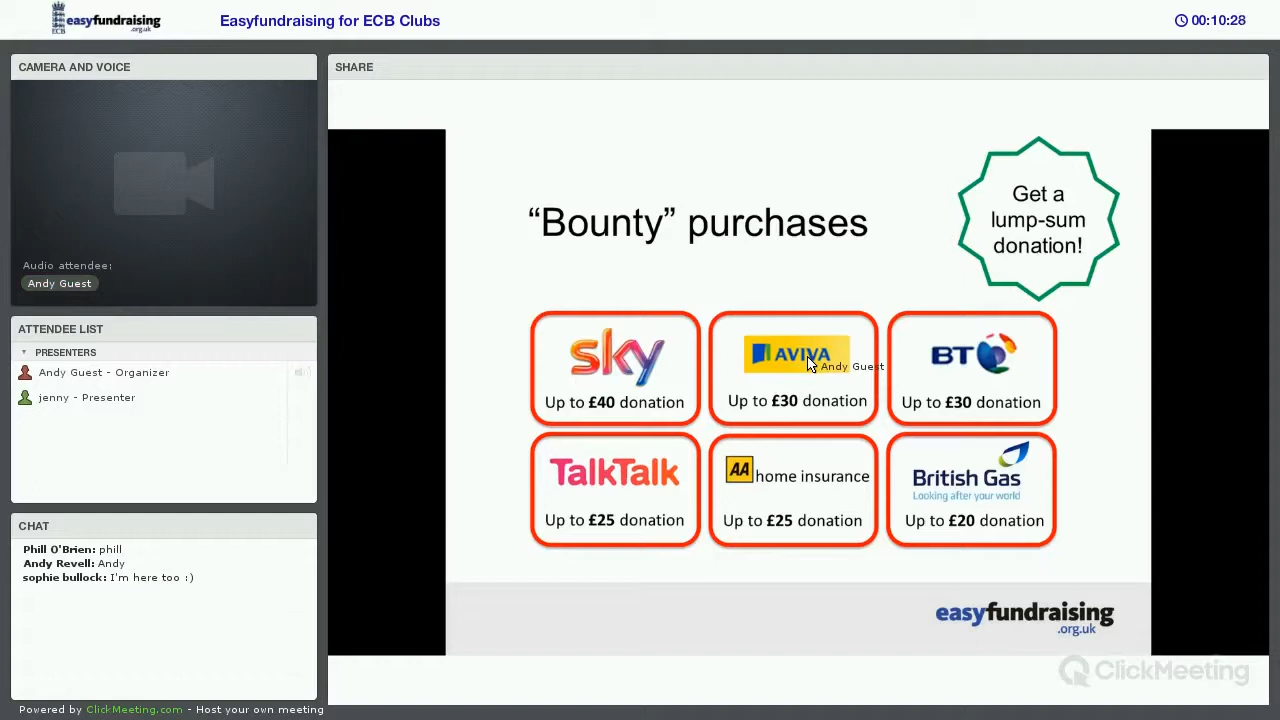 ECB
easyfundraising
.org.uk
Easyfundraising for ECB Clubs
00:10:28
CAMERA AND VOICE
Audio attendee:
Andy Guest
ATTENDEE LIST
PRESENTERS
Andy Guest - Organizer
jenny - Presenter
CHAT
Phill O'Brien: phill
Andy Revell: Andy
sophie bullock: I'm here too :)
Powered by ClickMeeting.com - Host your own meeting
SHARE
“Bounty” purchases
Get a
lump-sum
donation!
sky
Up to £40 donation
AVIVA
Andy Guest
Up to £30 donation
BT
Up to £30 donation
TalkTalk
Up to £25 donation
AA home insurance
Up to £25 donation
British Gas
Looking after your world
Up to £20 donation
easyfundraising
.org.uk
ClickMeeting